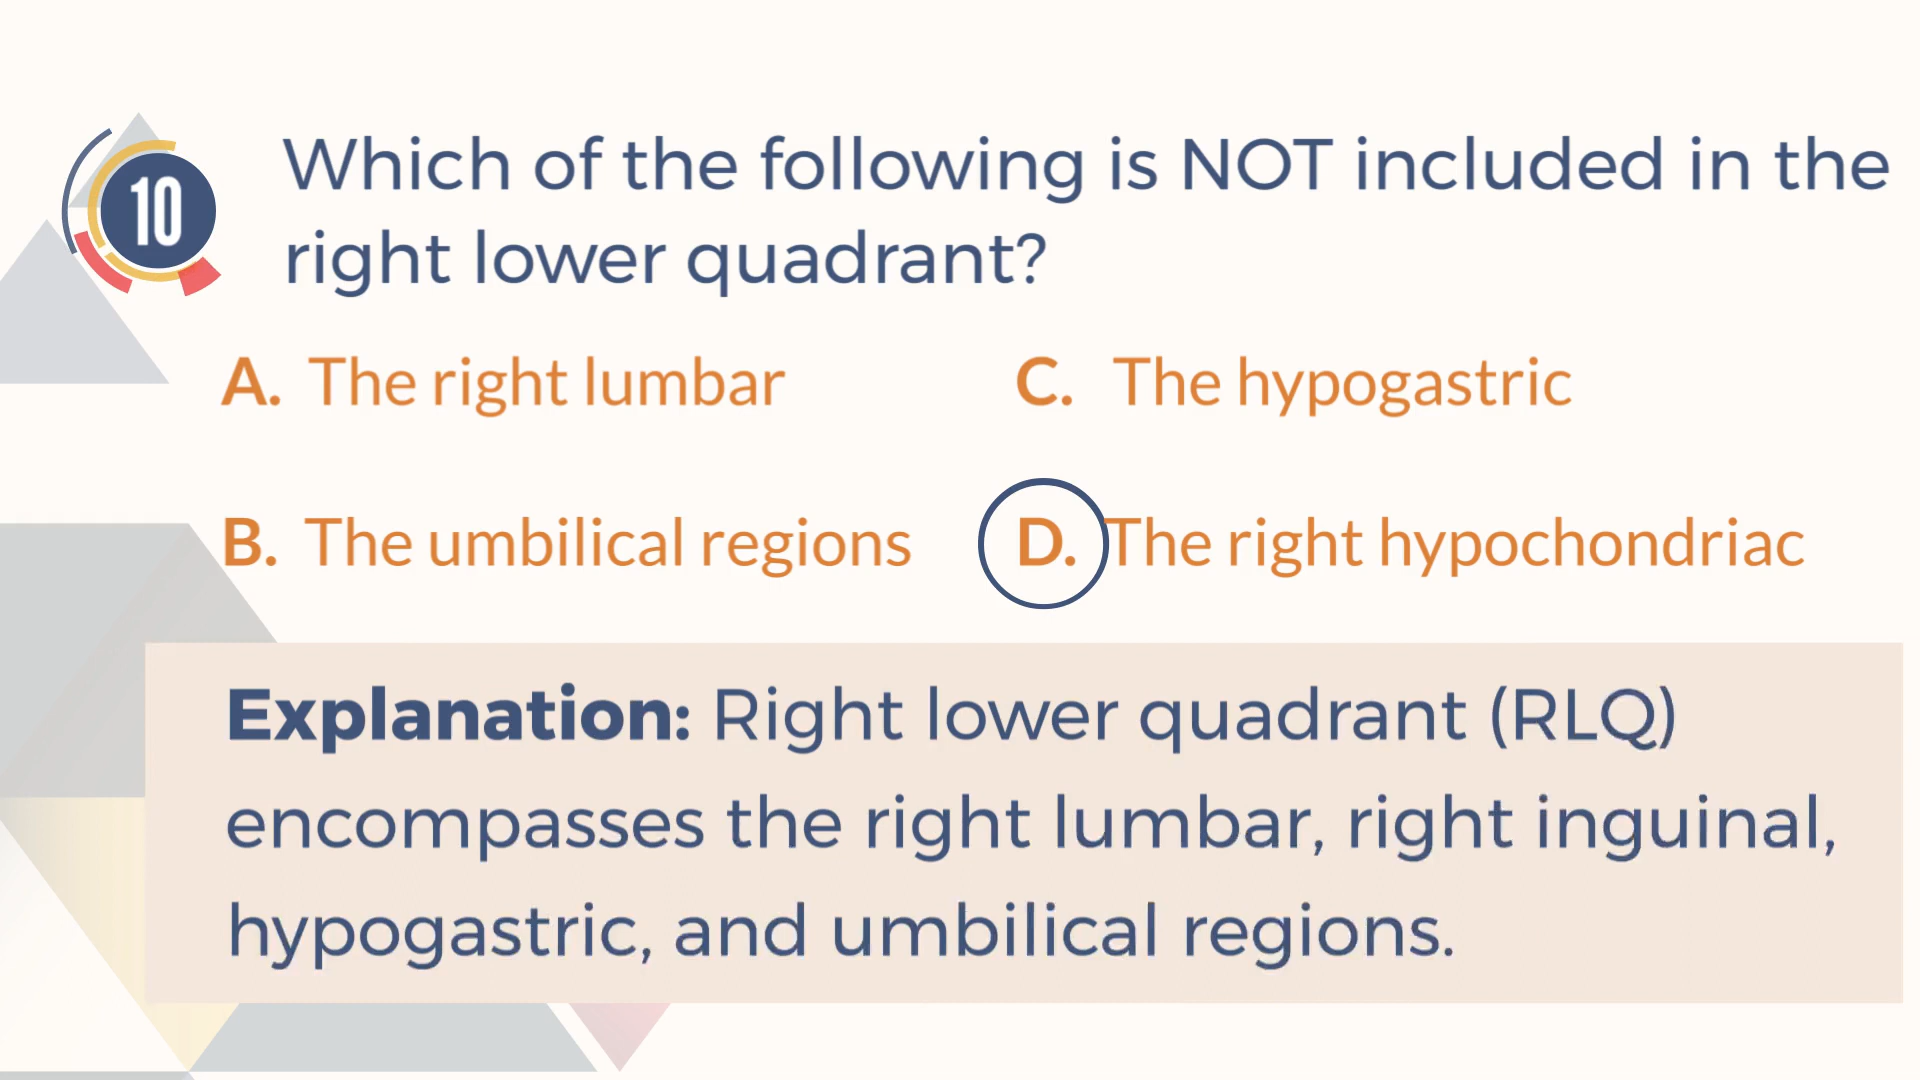 10
Which of the following is NOT included in the
right lower quadrant?
A. The right lumbar
C. The hypogastric
B. The umbilical regions
D. The right hypochondriac
Explanation: Right lower quadrant (RLQ)
encompasses the right lumbar, right inguinal,
hypogastric, and umbilical regions.